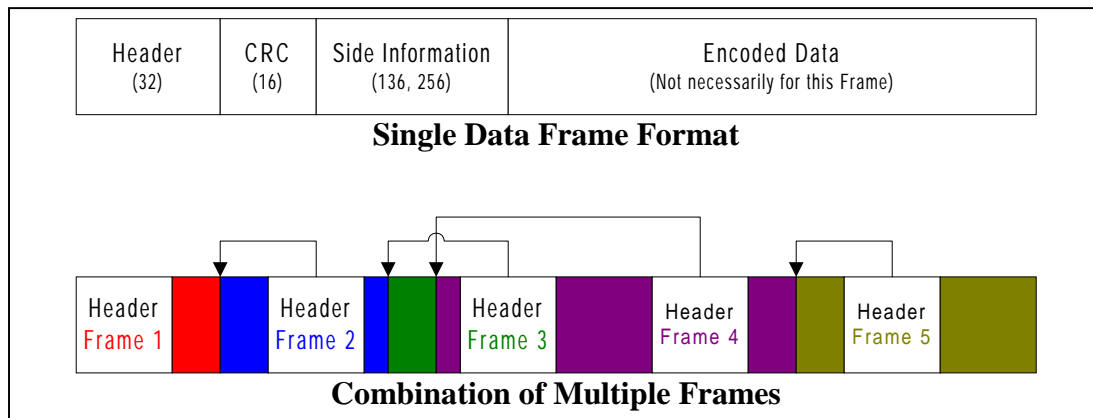 Header CRC Side Information Encoded Data
(32) (16) (136, 256) (Not necessarily for this Frame)
Single Data Frame Format
Header Header Header Header Header
Frame 1 Frame 2 Frame 3 Frame 4 Frame 5
Combination of Multiple Frames